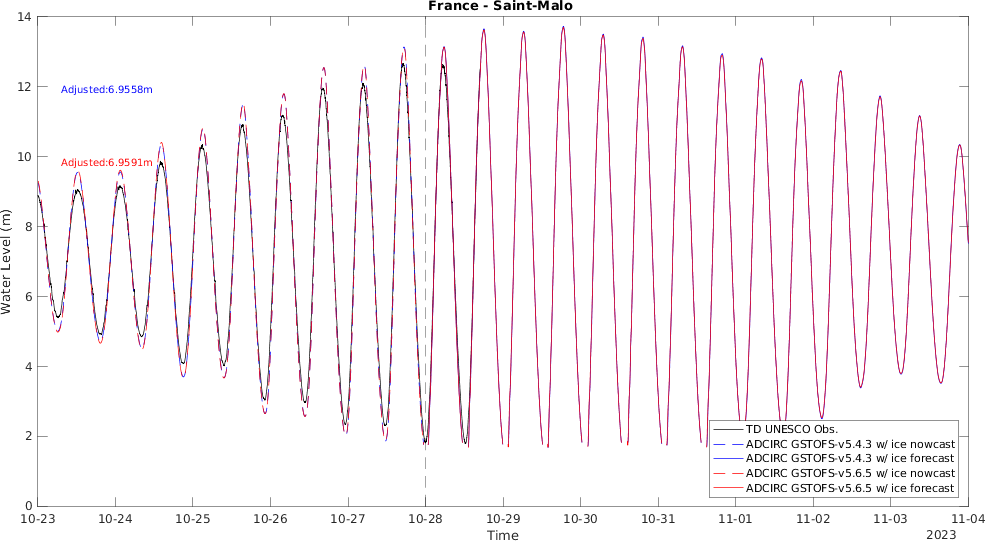 France - Saint-Malo
14
12
10
8
6
4
2
0
Water Level (m)
Adjusted:6.9558m
Adjusted:6.9591m
TD UNESCO Obs.
ADCIRC GSTOFS-v5.4.3 w/ ice nowcast
ADCIRC GSTOFS-v5.4.3 w/ ice forecast
ADCIRC GSTOFS-v5.6.5 w/ ice nowcast
ADCIRC GSTOFS-v5.6.5 w/ ice forecast
10-23 10-24 10-25 10-26 10-27 10-28 10-29 10-30 10-31 11-01 11-02 11-03 11-04
Time
2023